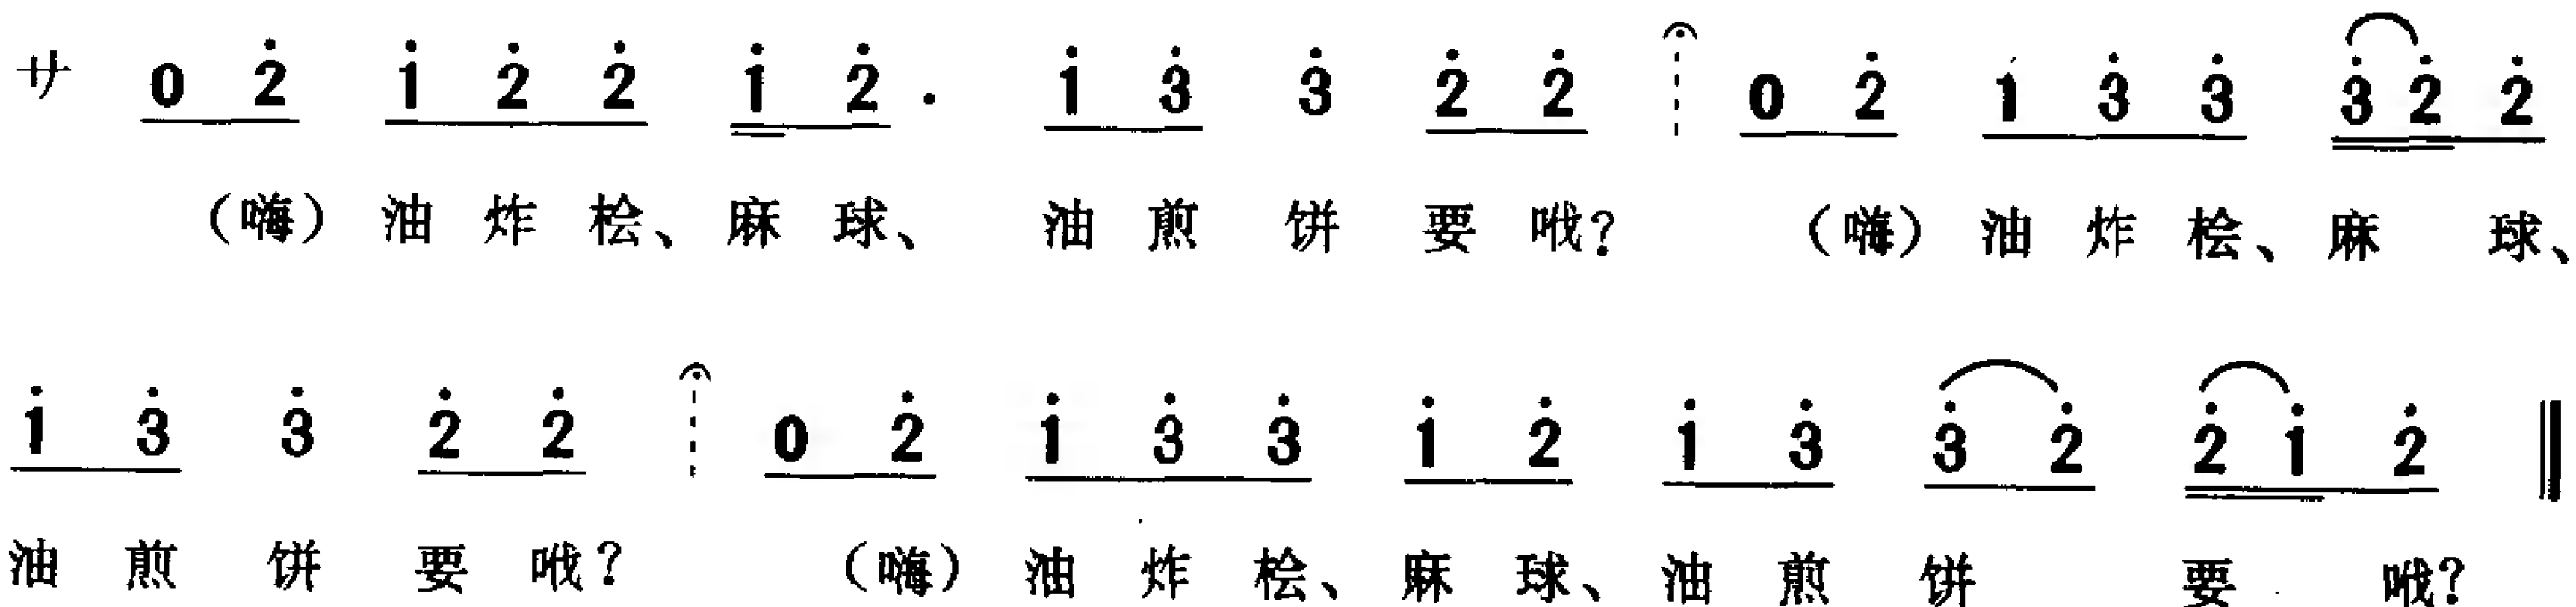 サ 0 2̇ 1̇ 2̇ 2̇ 1̇ 2̇ . 1̇ 3̇ 3̇ 2̇ 2̇ 0 2̇ 1 3̇ 3̇ 3̇ 2̇ 2̇
（嗨）油炸桧、麻球、油煎饼要𠲎？（嗨）油炸桧、麻球、
1̇ 3̇ 3̇ 2̇ 2̇ 0 2̇ 1̇ 3̇ 3̇ 1̇ 2̇ 1̇ 3̇ 3̇ 2̇ 2̇ 1̇ 2̇
油煎饼要𠲎？（嗨）油炸桧、麻球、油煎饼要𠲎？